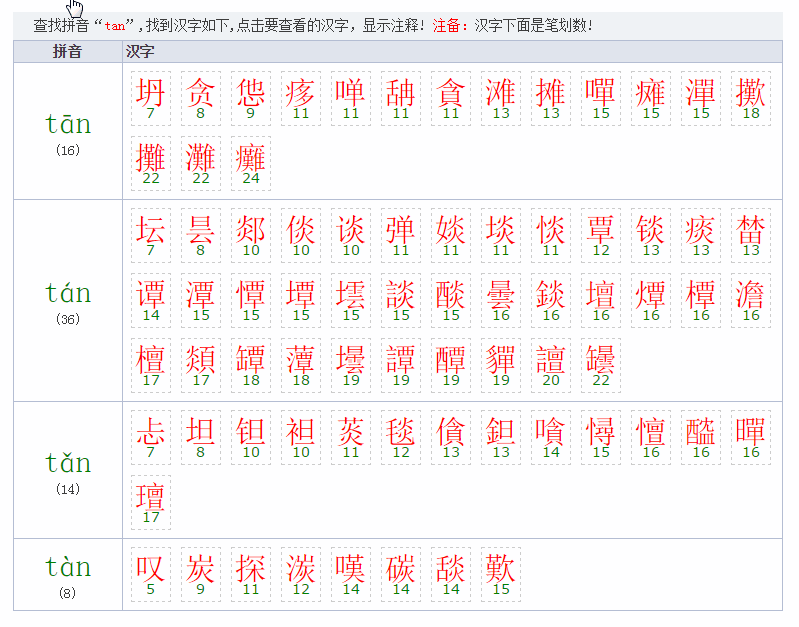 查找拼音“tan”,找到汉字如下,点击要查看的汉字，显示注释! 注备：汉字下面是笔划数!
拼音 汉字
tān
(16)
坍 贪 怹 痑 啴 舑 貪 滩 摊 嘽 瘫 潬 擹
7 8 9 11 11 11 11 13 13 15 15 15 18
攤 灘 癱
22 22 24
tán
(36)
坛 昙 郯 倓 谈 弹 婒 埮 惔 覃 锬 痰 榃
7 8 10 10 10 11 11 11 11 12 13 13 13
谭 潭 憛 墰 墵 談 醈 曇 錟 壇 燂 橝 澹
14 15 15 15 15 15 15 16 16 16 16 16 16
檀 顃 罈 藫 壜 譚 醰 貚 譠 罎
17 17 18 18 19 19 19 19 20 22
tǎn
(14)
忐 坦 钽 袒 菼 毯 僋 鉭 嗿 憳 憻 醓 暺
7 8 10 10 11 12 13 13 14 15 16 16 16
璮
17
tàn
(8)
叹 炭 探 湠 嘆 碳 舕 歎
5 9 11 12 14 14 14 15